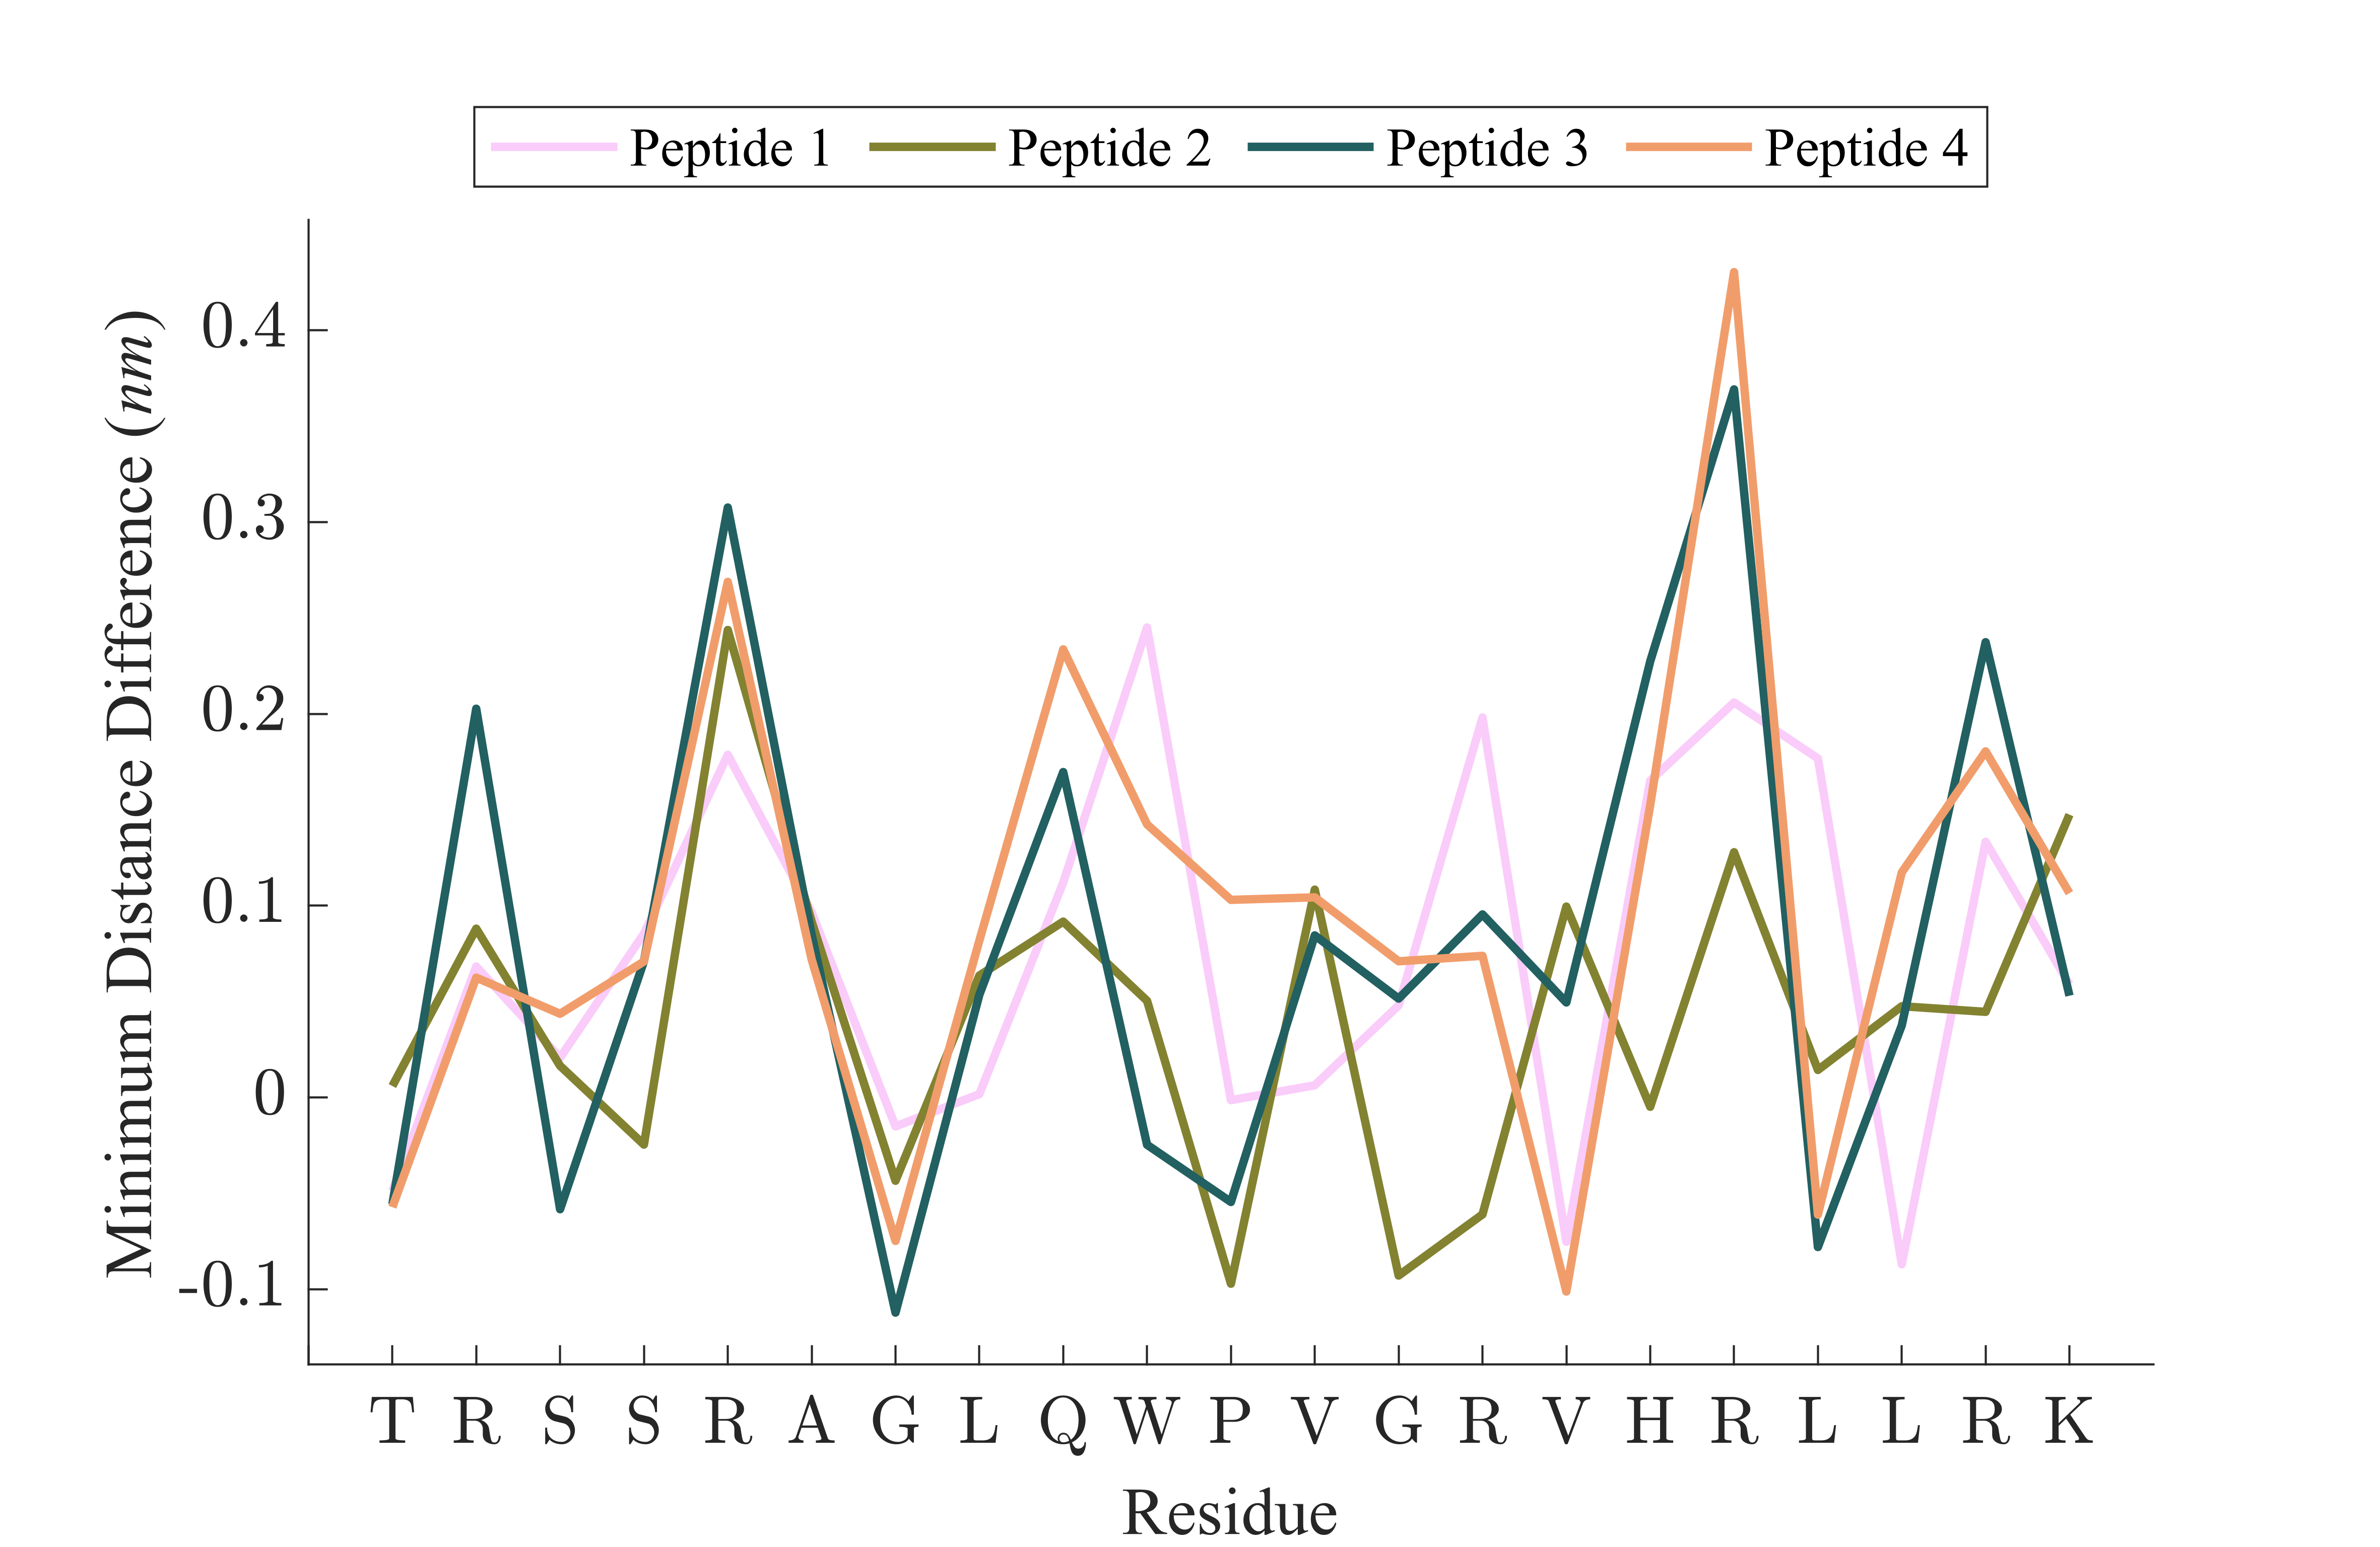 Peptide 1 Peptide 2 Peptide 3 Peptide 4
Minimum Distance Difference (nm)
0.4
0.3
0.2
0.1
0
-0.1
T R S S R A G L Q W P V G R V H R L L R K
Residue